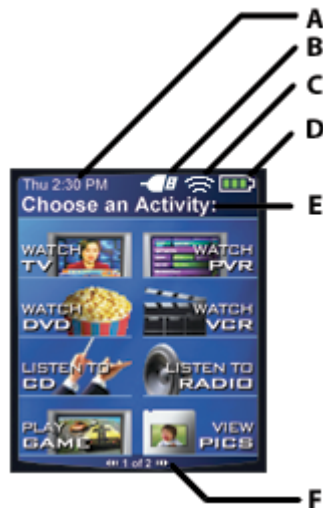 A
B
C
D
Thu 2:30 PM
Choose an Activity:
E
WATCH TV
WATCH PVR
WATCH DVD
WATCH VCR
LISTEN TO CD
LISTEN TO RADIO
PLAY GAME
VIEW PICS
1 of 2
F